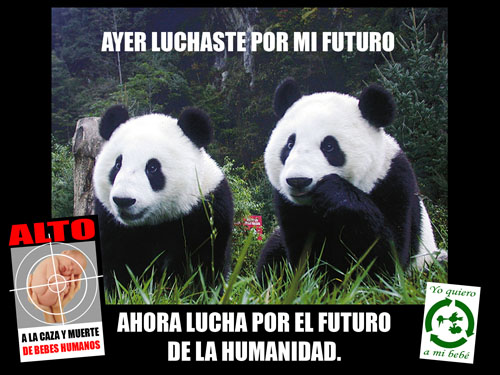 AYER LUCHASTE POR MI FUTURO
ALTO
A LA CAZA Y MUERTE
DE BEBES HUMANOS
AHORA LUCHA POR EL FUTURO
DE LA HUMANIDAD.
Yo quiero
a mi bebé